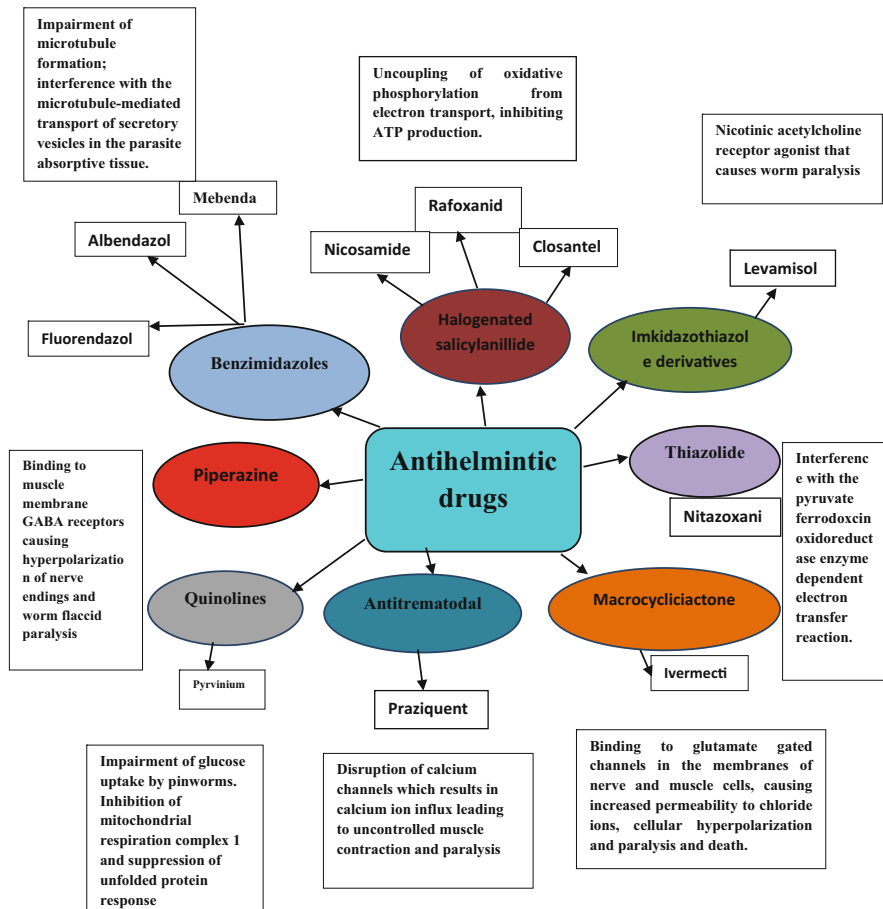 Impairment of
microtubule
formation;
interference with the
microtubule-mediated
transport of secretory
vesicles in the parasite
absorptive tissue.
Uncoupling of oxidative
phosphorylation from
electron transport, inhibiting
ATP production.
Nicotinic acetylcholine
receptor agonist that
causes worm paralysis
Mebenda
Albendazol
Fluorendazol
Benzimidazoles
Rafoxanid
Nicosamide
Closantel
Halogenated
salicylanillide
Levamisol
Imkidazothiazol
e derivatives
Antihelmintic
drugs
Piperazine
Thiazolide
Nitazoxani
Binding to
muscle
membrane
GABA receptors
causing
hyperpolarizatio
n of nerve
endings and
worm flaccid
paralysis
Interferenc
e with the
pyruvate
ferrodoxcin
oxidoreduct
ase enzyme
dependent
electron
transfer
reaction.
Quinolines
Antitrematodal
Macrocycliciactone
Pyrvinium
Praziquent
Ivermecti
Impairment of glucose
uptake by pinworms.
Inhibition of
mitochondrial
respiration complex 1
and suppression of
unfolded protein
response
Disruption of calcium
channels which results in
calcium ion influx leading
to uncontrolled muscle
contraction and paralysis
Binding to glutamate gated
channels in the membranes of
nerve and muscle cells, causing
increased permeability to chloride
ions, cellular hyperpolarization
and paralysis and death.